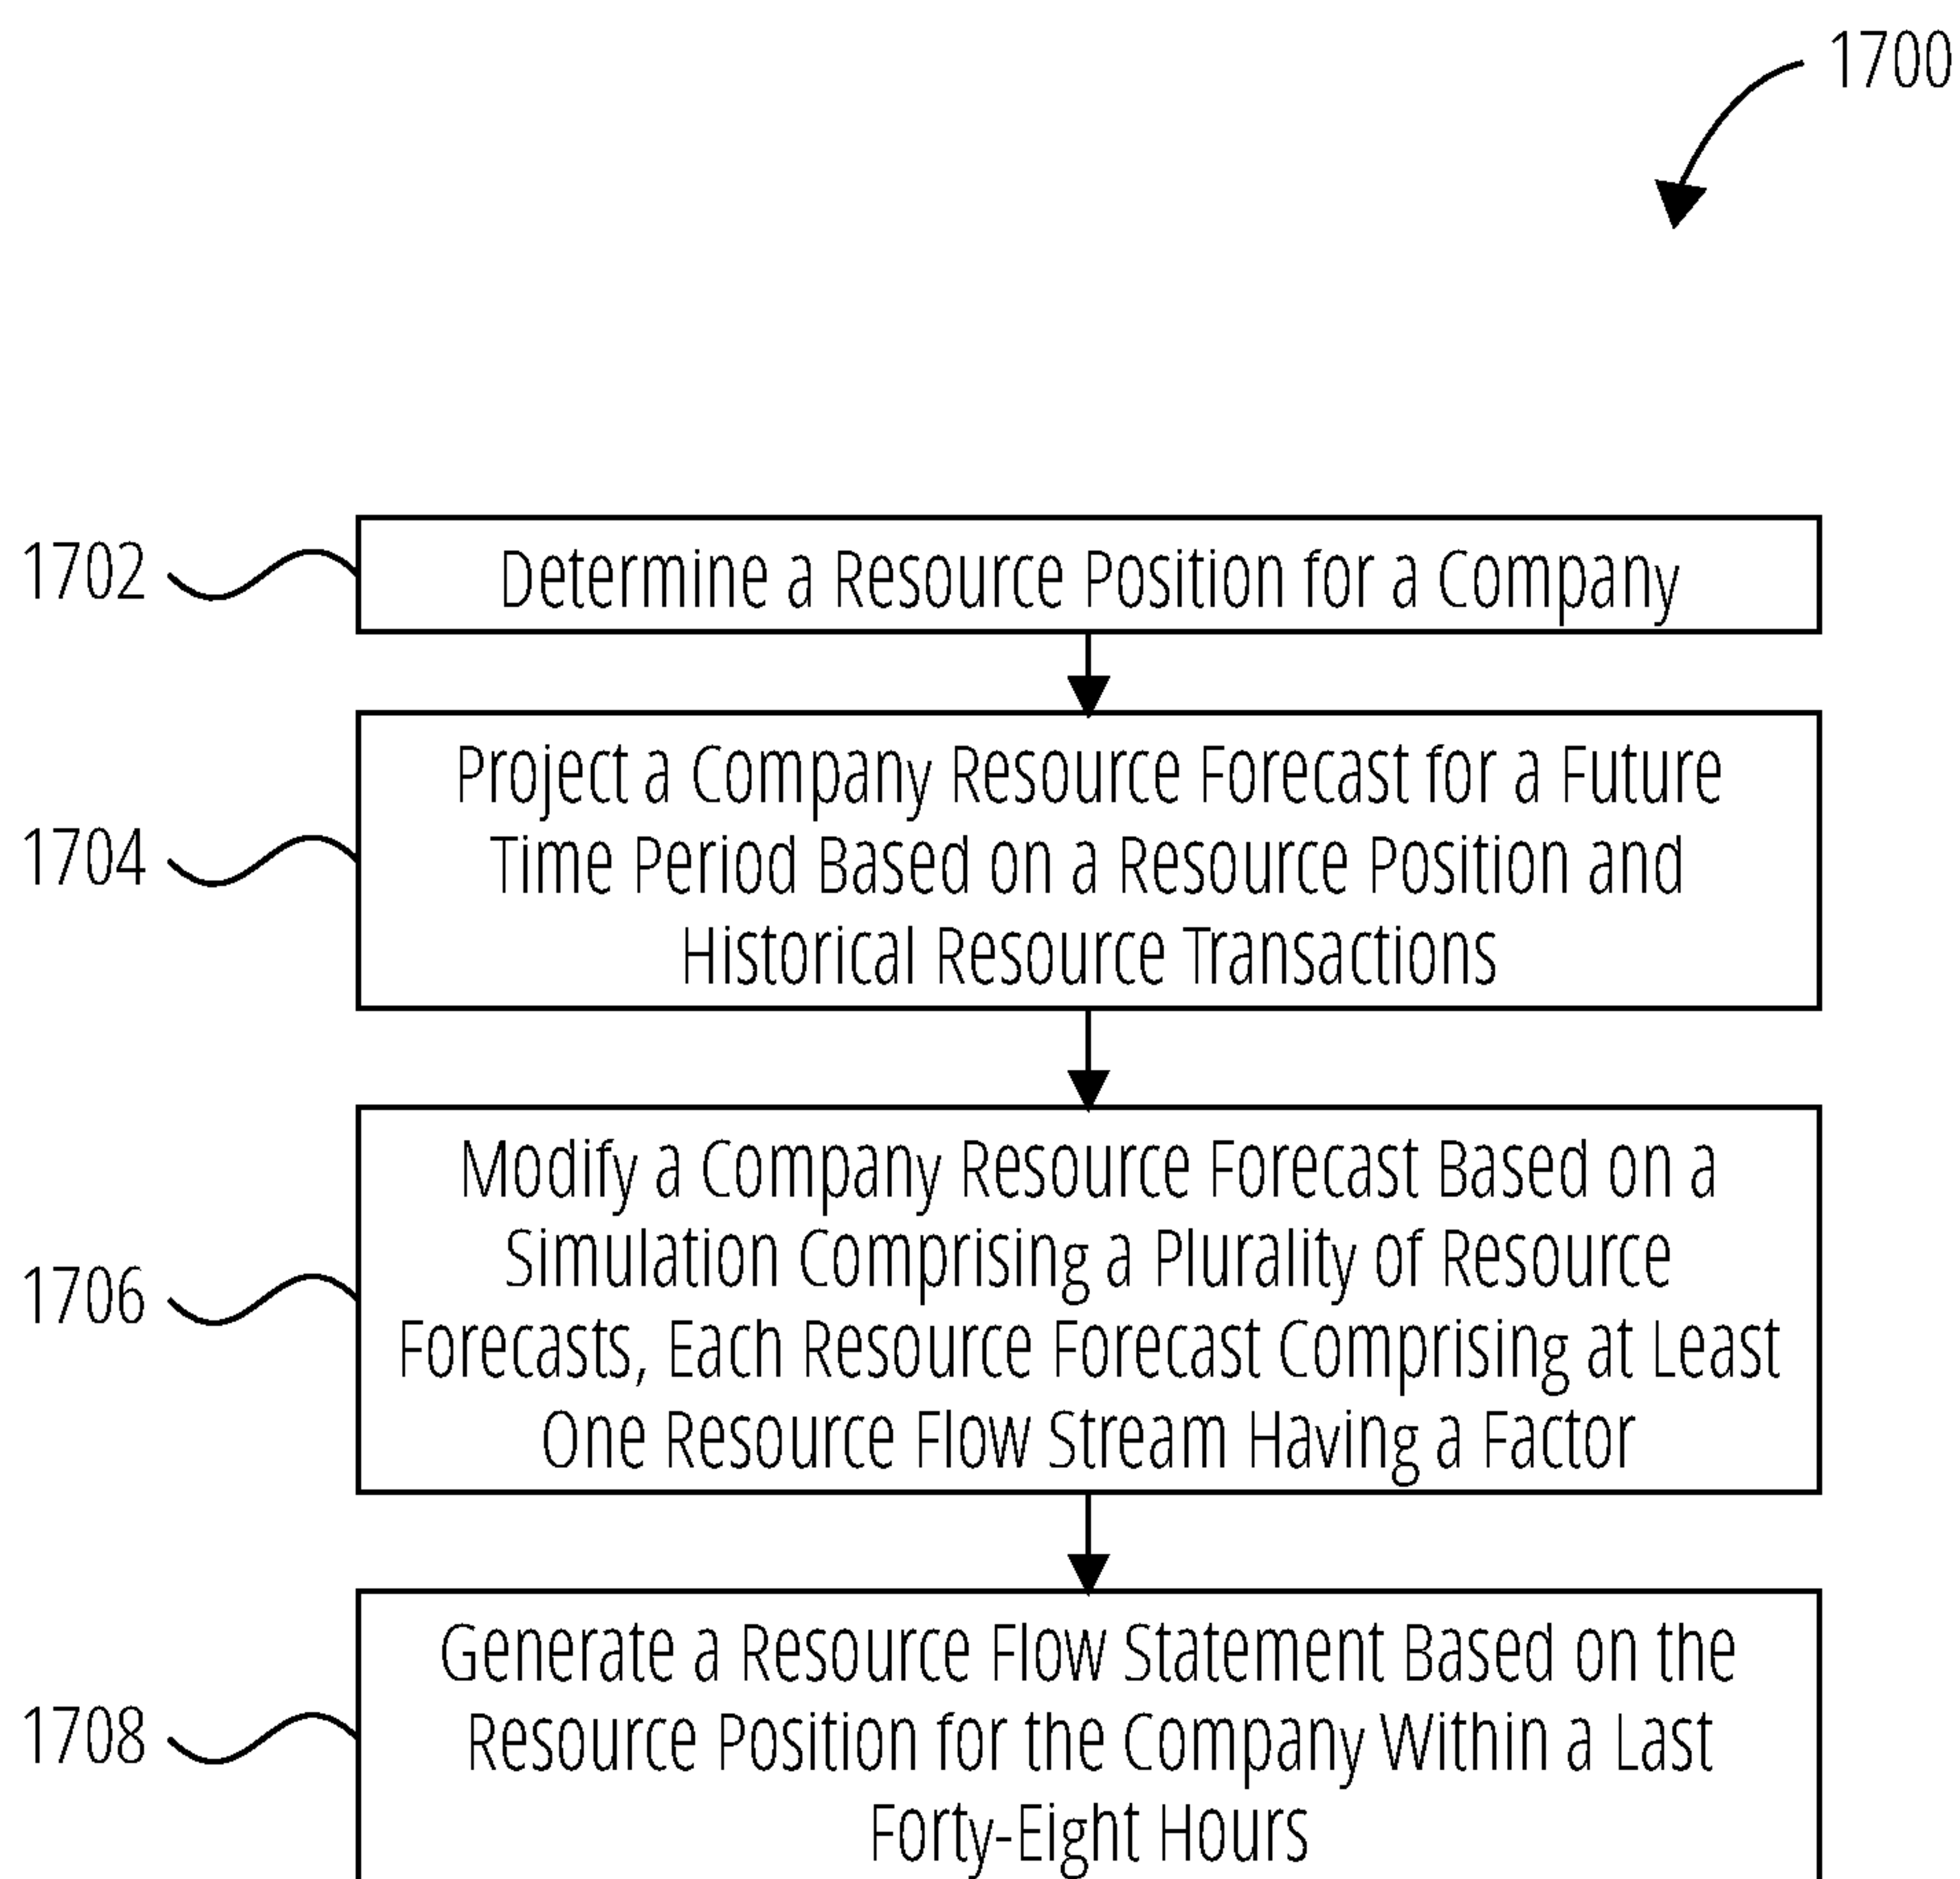 1700
1702
Determine a Resource Position for a Company
1704
Project a Company Resource Forecast for a Future
Time Period Based on a Resource Position and
Historical Resource Transactions
1706
Modify a Company Resource Forecast Based on a
Simulation Comprising a Plurality of Resource
Forecasts, Each Resource Forecast Comprising at Least
One Resource Flow Stream Having a Factor
1708
Generate a Resource Flow Statement Based on the
Resource Position for the Company Within a Last
Forty-Eight Hours